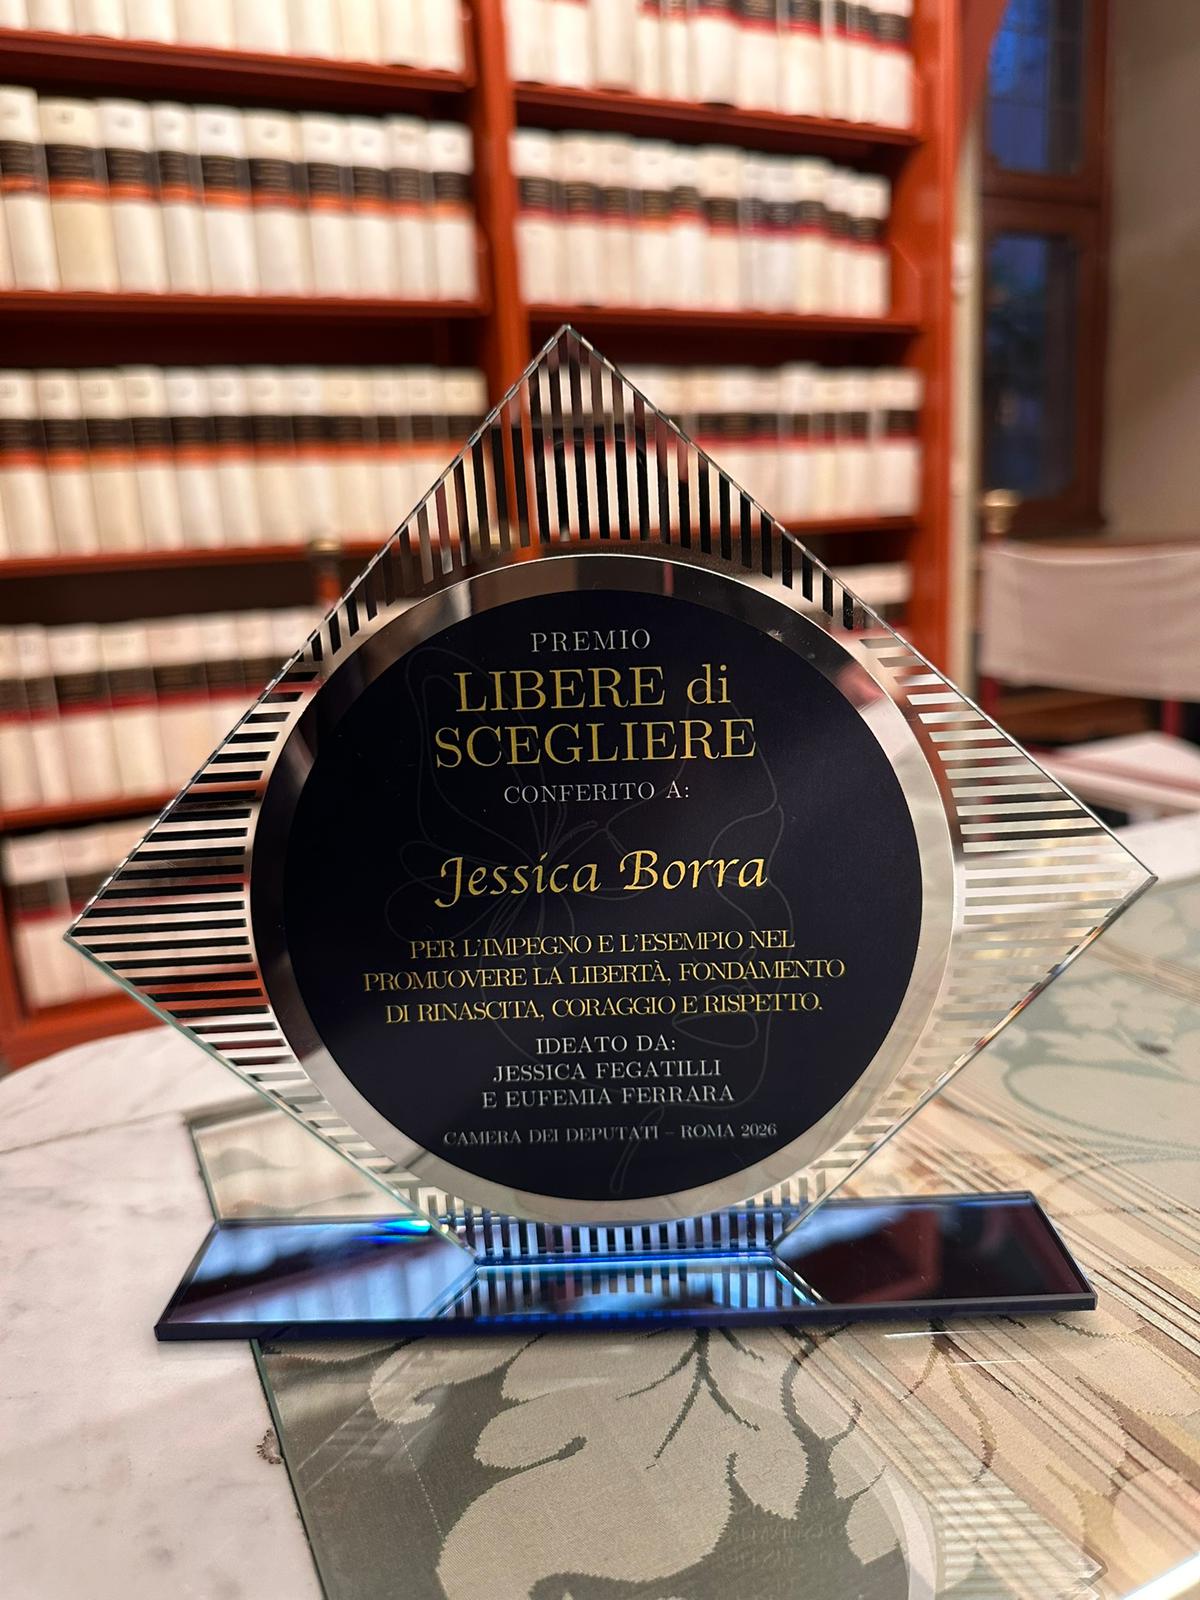 PREMIO
LIBERE di
SCEGLIERE
CONFERITO A:
Jessica Borra
PER L'IMPEGNO E L'ESEMPIO NEL
PROMUOVERE LA LIBERTÀ, FONDAMENTO
DI RINASCITA, CORAGGIO E RISPETTO.
IDEATO DA:
JESSICA FEGATILLI
E EUFEMIA FERRARA
CAMERA DEI DEPUTATI – ROMA 2026